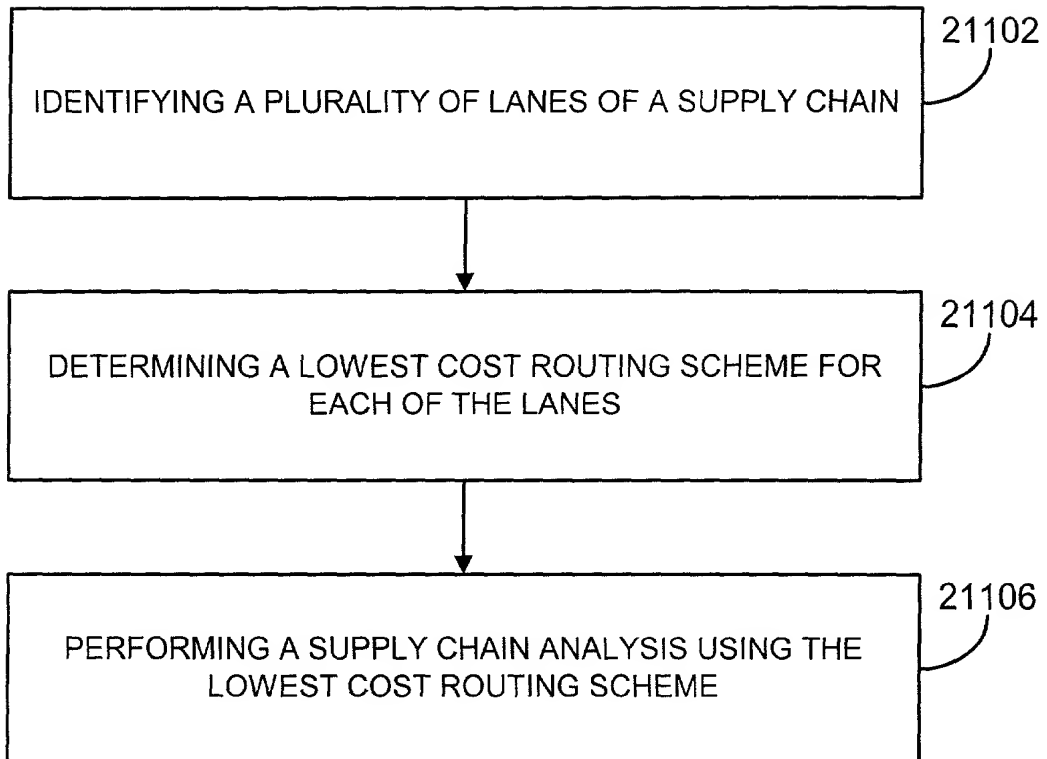 21102
IDENTIFYING A PLURALITY OF LANES OF A SUPPLY CHAIN
21104
DETERMINING A LOWEST COST ROUTING SCHEME FOR
EACH OF THE LANES
21106
PERFORMING A SUPPLY CHAIN ANALYSIS USING THE
LOWEST COST ROUTING SCHEME